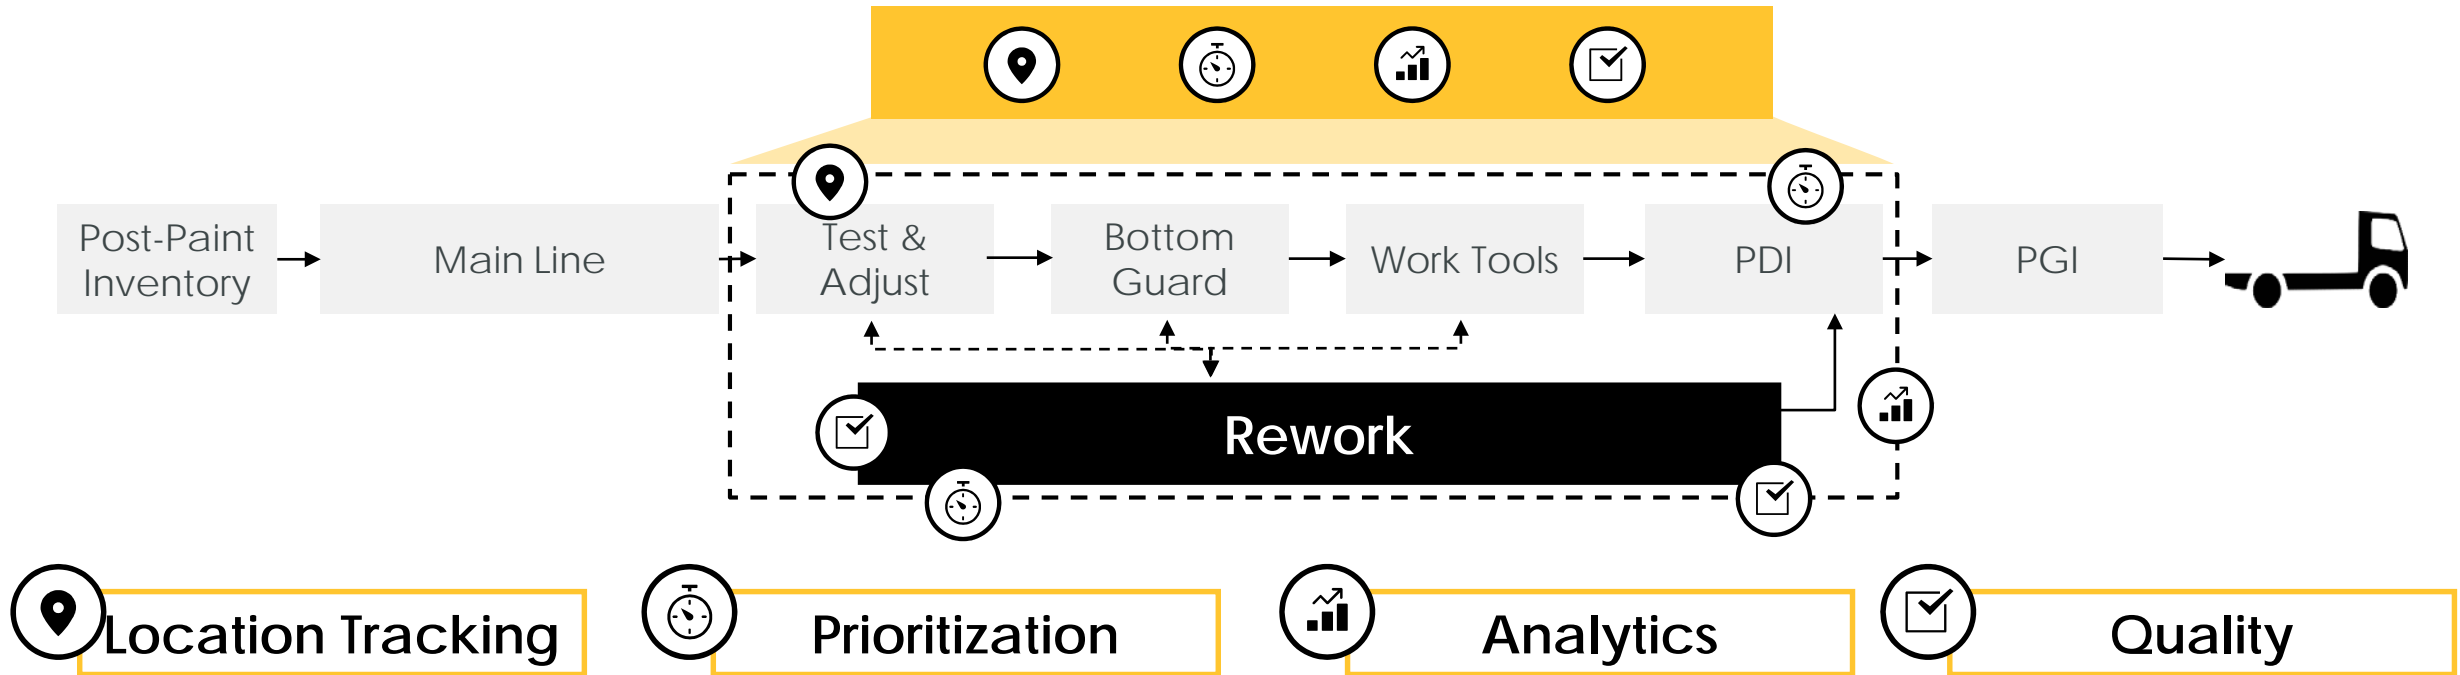 Post-Paint
Inventory
Main Line
Test &
Adjust
Bottom
Guard
Work Tools
PDI
PGI
Rework
Location Tracking
Prioritization
Analytics
Quality